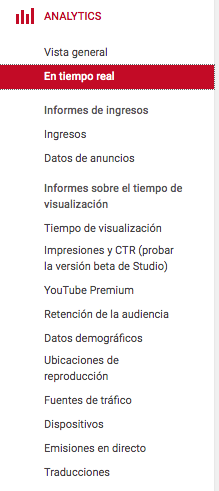 ANALYTICS
Vista general
En tiempo real
Informes de ingresos
Ingresos
Datos de anuncios
Informes sobre el tiempo de
visualización
Tiempo de visualización
Impresiones y CTR (probar
la versión beta de Studio)
YouTube Premium
Retención de la audiencia
Datos demográficos
Ubicaciones de
reproducción
Fuentes de tráfico
Dispositivos
Emisiones en directo
Traducciones